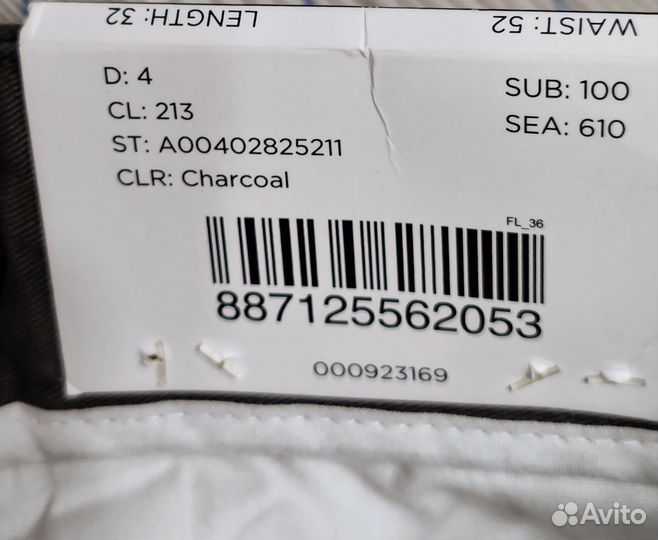 LENGTH: 32 WAIST: 52
D: 4
CL: 213
ST: A00402825211
CLR: Charcoal
SUB: 100
SEA: 610
FL_36
887125562053
000923169
Avito